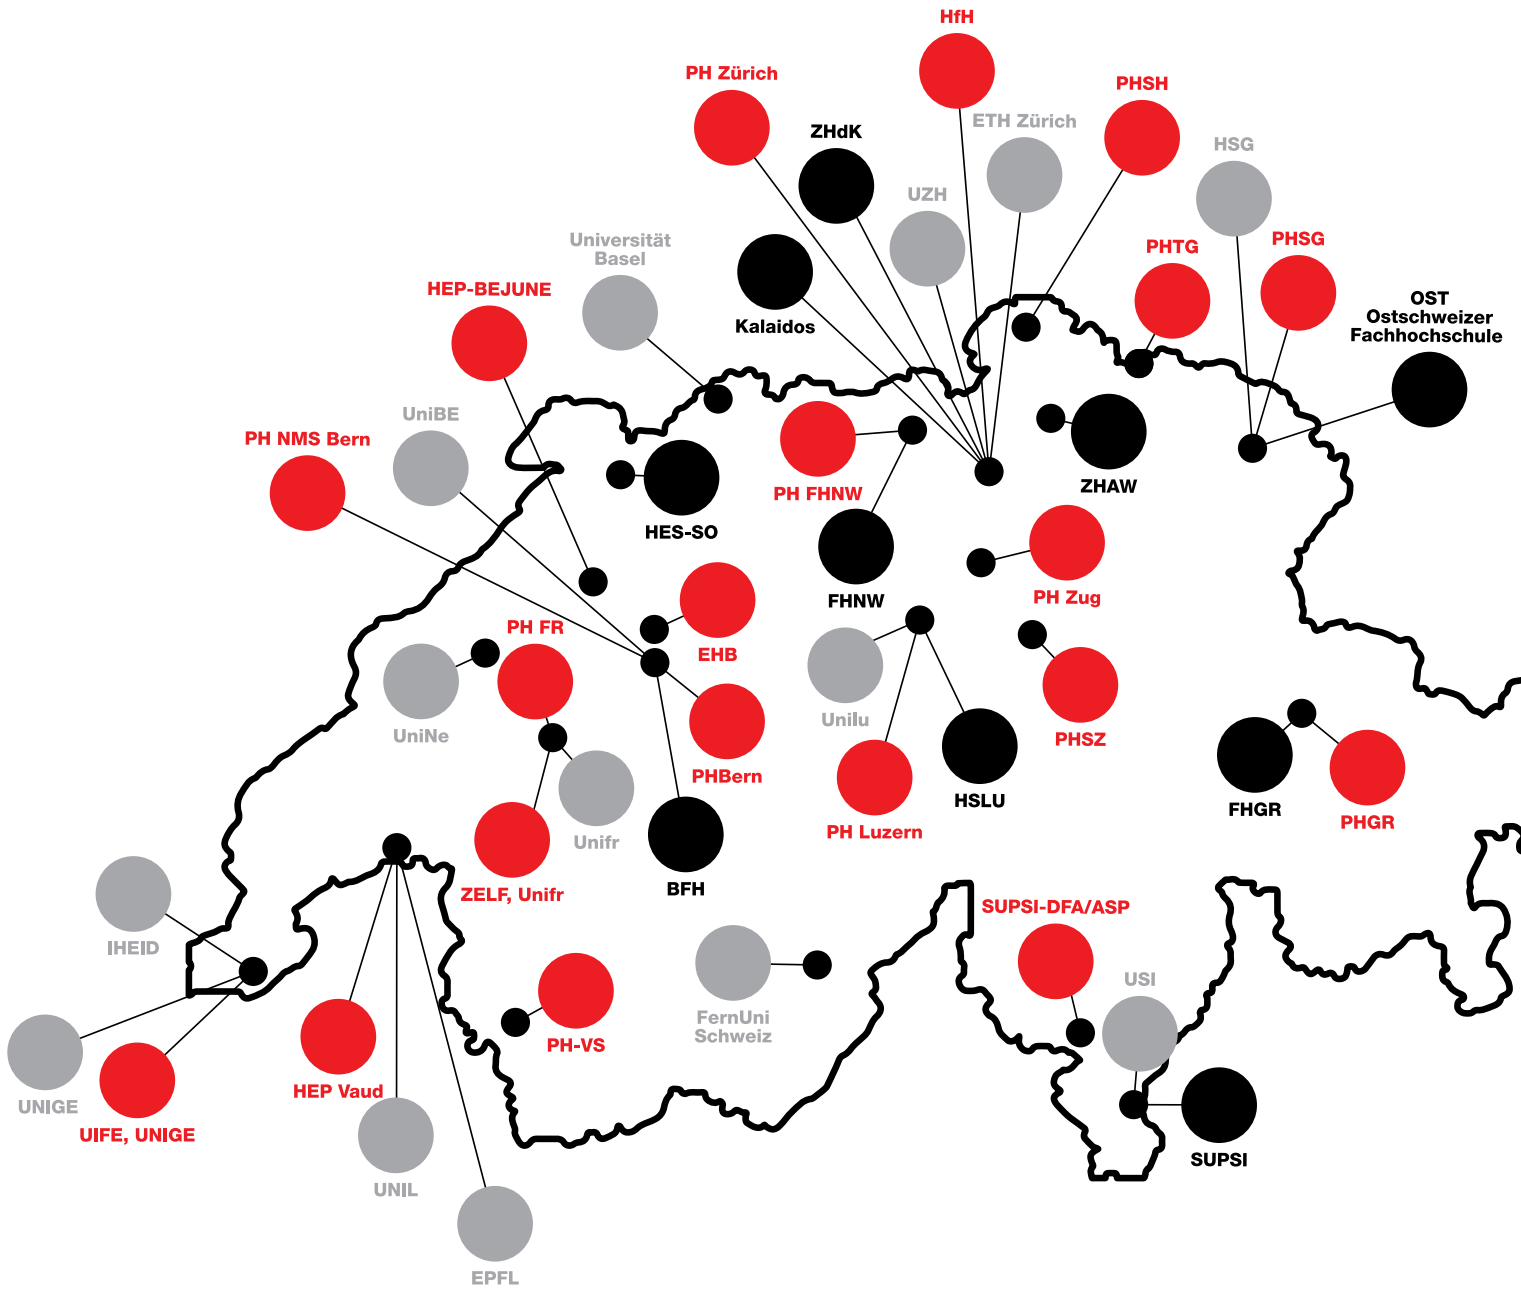 HfH
PH Zürich
PHSH
ETH Zürich
ZHdK
HSG
UZH
Universität
Basel
PHTG
PHSG
HEP-BEJUNE
OST
Ostschweizer
Fachhochschule
Kalaidos
UniBE
PH NMS Bern
ZHAW
PH FHNW
HES-SO
PH Zug
FHNW
PH FR
EHB
Unilu
UniNe
PHSZ
PHBern
HSLU
FHGR
PHGR
PH Luzern
Unifr
BFH
ZELF, Unifr
SUPSI-DFA/ASP
IHEID
USI
FernUni
Schweiz
PH-VS
HEP Vaud
UNIGE
UIFE, UNIGE
SUPSI
UNIL
EPFL